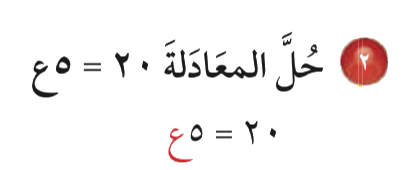 ٢ حُلَّ المعَادَلةَ ٢٠ = ٥ع
٢٠ = ٥ع